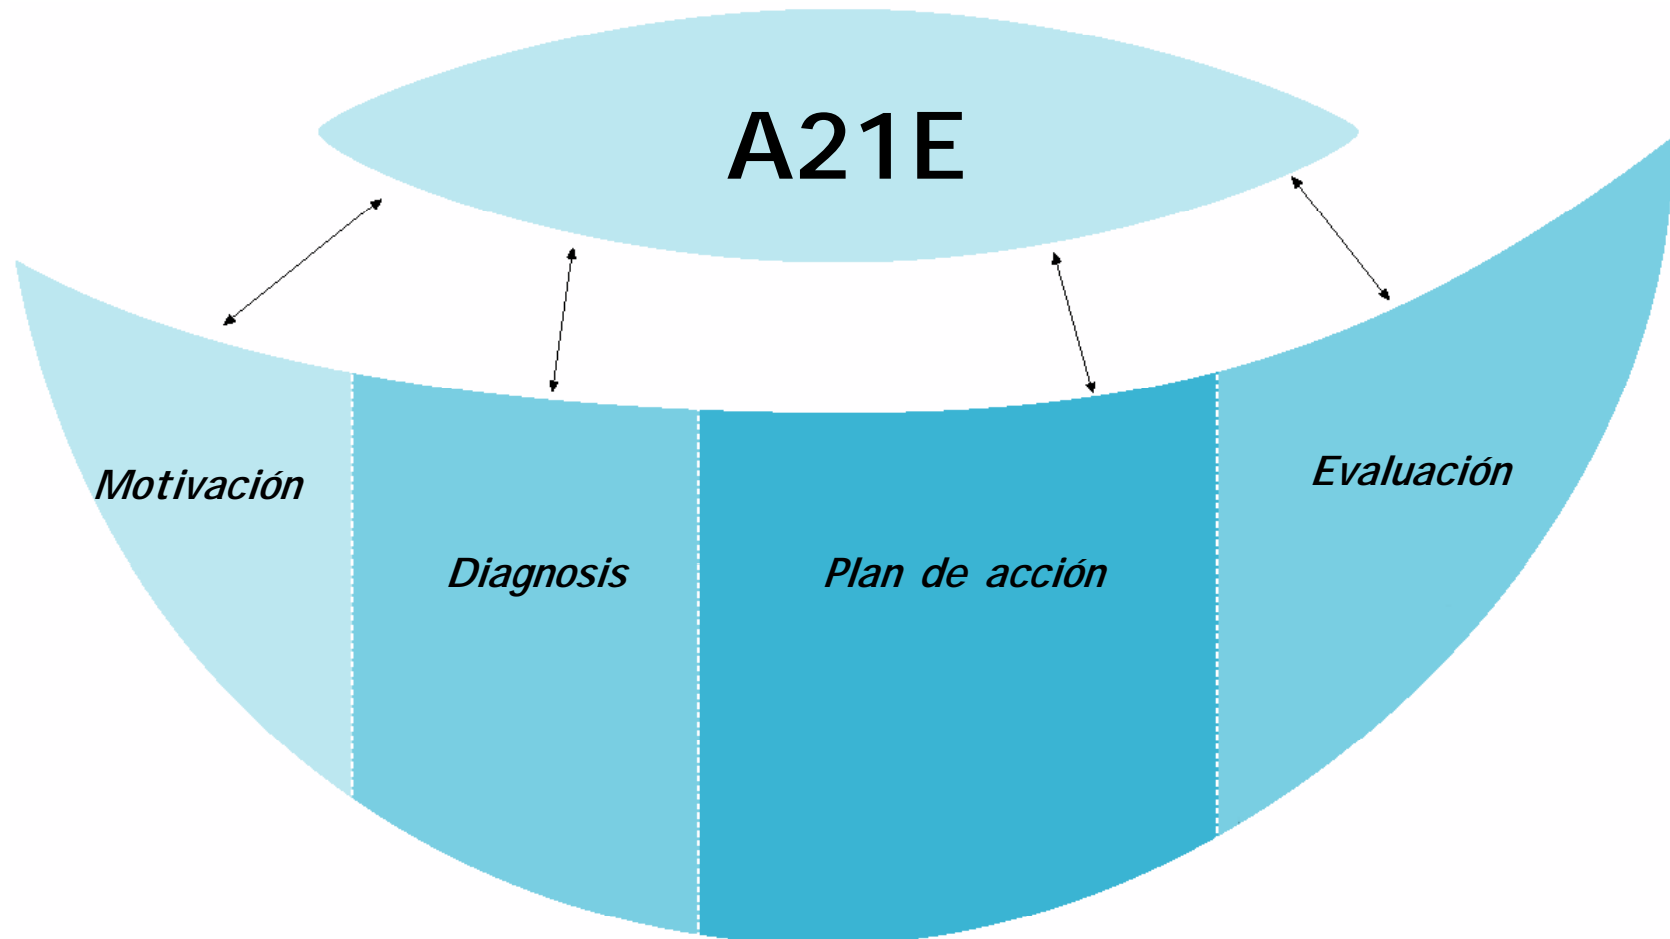 A21E
Motivación
Diagnosis
Plan de acción
Evaluación